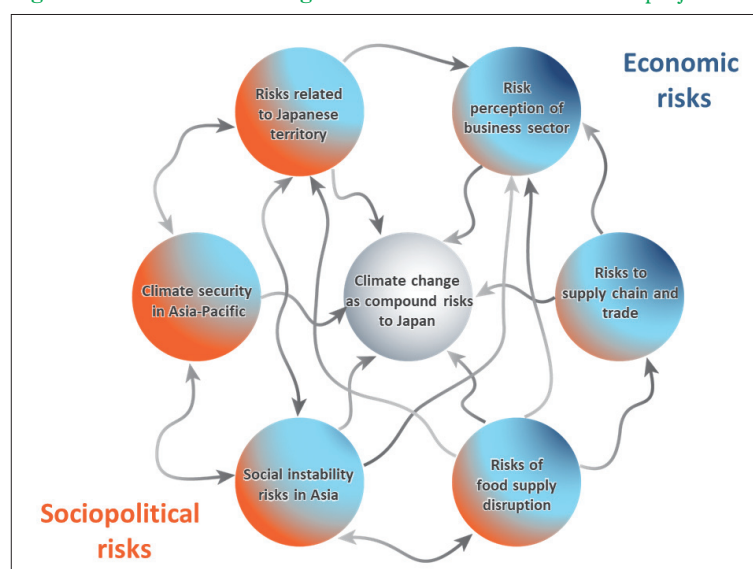 Economic
risks
Risks related
to Japanese
territory
Risk
perception of
business sector
Climate security
in Asia-Pacific
Climate change
as compound risks
to Japan
Risks to
supply chain and
trade
Social instability
risks in Asia
Risks of
food supply
disruption
Sociopolitical
risks